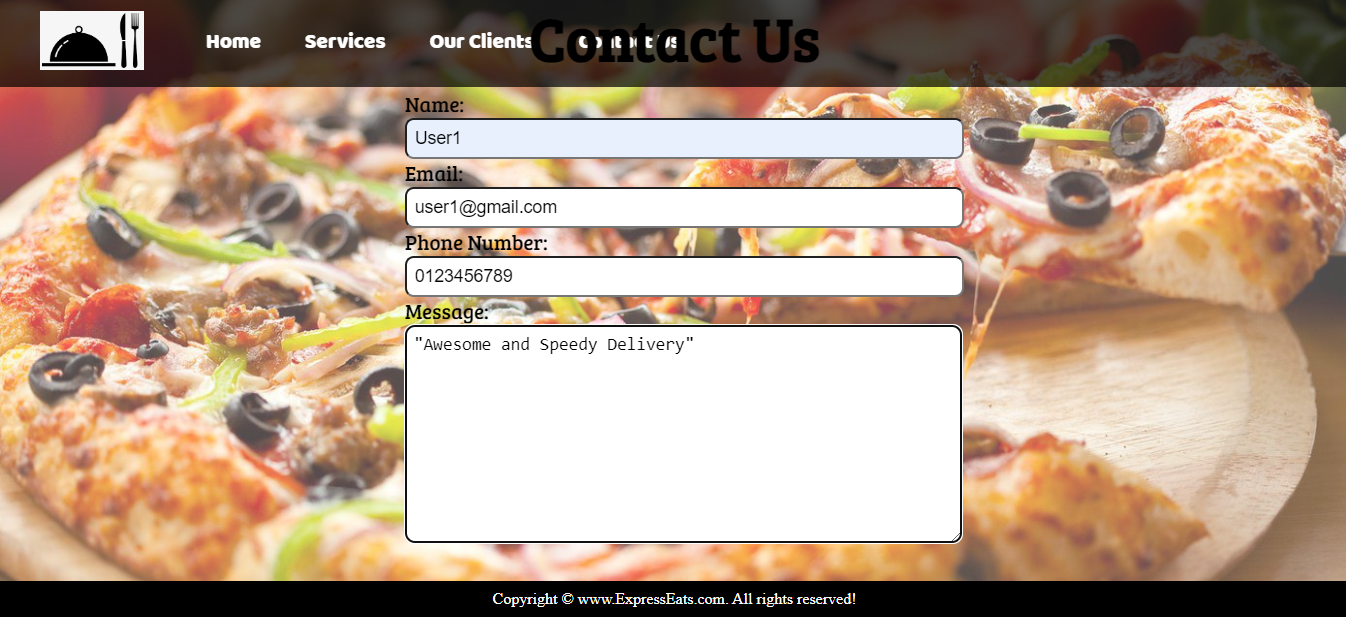 Home Services Our Clients Contact Us
Contact Us
Name:
User1
Email:
user1@gmail.com
Phone Number:
0123456789
Message:
"Awesome and Speedy Delivery"
Copyright © www.ExpressEats.com. All rights reserved!